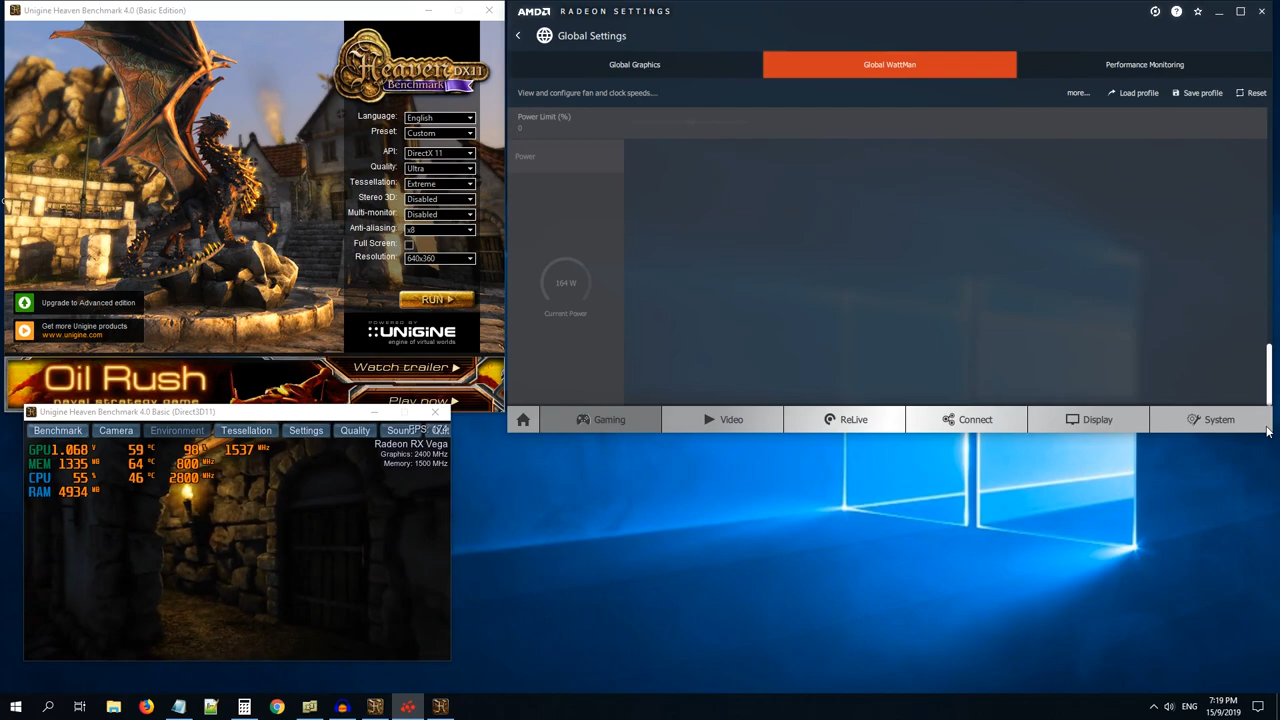 Unigine Heaven Benchmark 4.0 (Basic Edition)
Heaven DX11
Benchmark
Language: English
Preset: Custom
API: DirectX 11
Quality: Ultra
Tessellation: Extreme
Stereo 3D: Disabled
Multi-monitor: Disabled
Anti-aliasing: x8
Full Screen:
Resolution: 640x360
RUN
Upgrade to Advanced edition
Get more Unigine products
www.unigine.com
POWERED BY
UNIGINE
engine of virtual worlds
Oil Rush
naval strategy game
Watch trailer
Play now
Unigine Heaven Benchmark 4.0 Basic (Direct3D11)
Benchmark Camera Environment Tessellation Settings Quality
Radeon RX Vega
Graphics: 2400 MHz
Memory: 1500 MHz
GPU 1.068 V 59 °C 98 % 1537 MHz
MEM 1335 MB 64 °C 800 MHz
CPU 55 % 46 °C 2800 MHz
RAM 4934 MB
AMD RADEON SETTINGS
Global Settings
Global Graphics Global WattMan Performance Monitoring
View and configure fan and clock speeds.... more... Load profile Save profile Reset
Power Limit (%)
0
Power
164 W
Current Power
Gaming Video ReLive Connect Display System
ENG 7:19 PM
15/9/2019